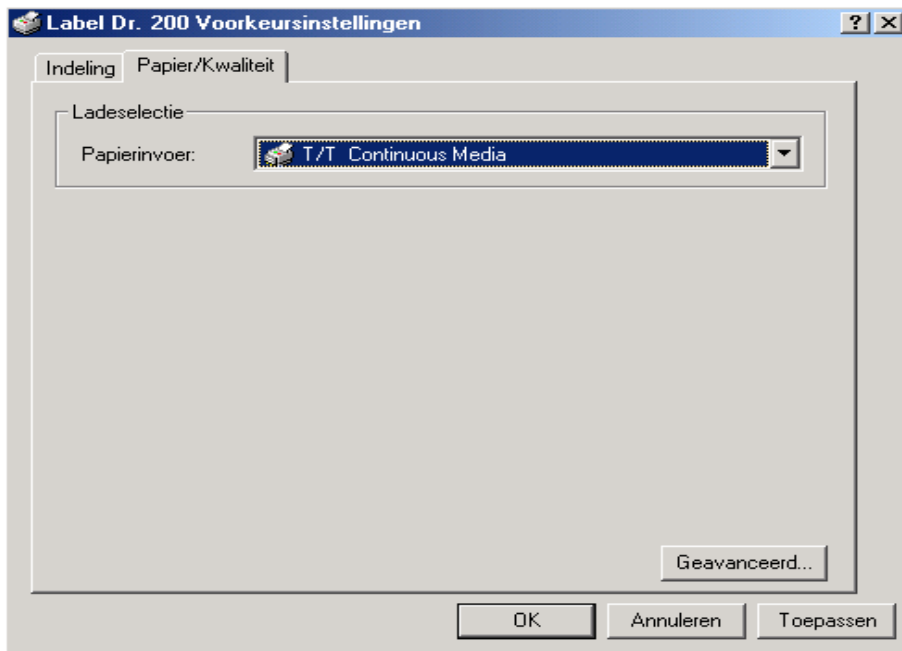 Label Dr. 200 Voorkeursinstellingen
Indeling Papier/Kwaliteit
Ladeselectie
Papierinvoer: T/T Continuous Media
Geavanceerd...
OK Annuleren Toepassen